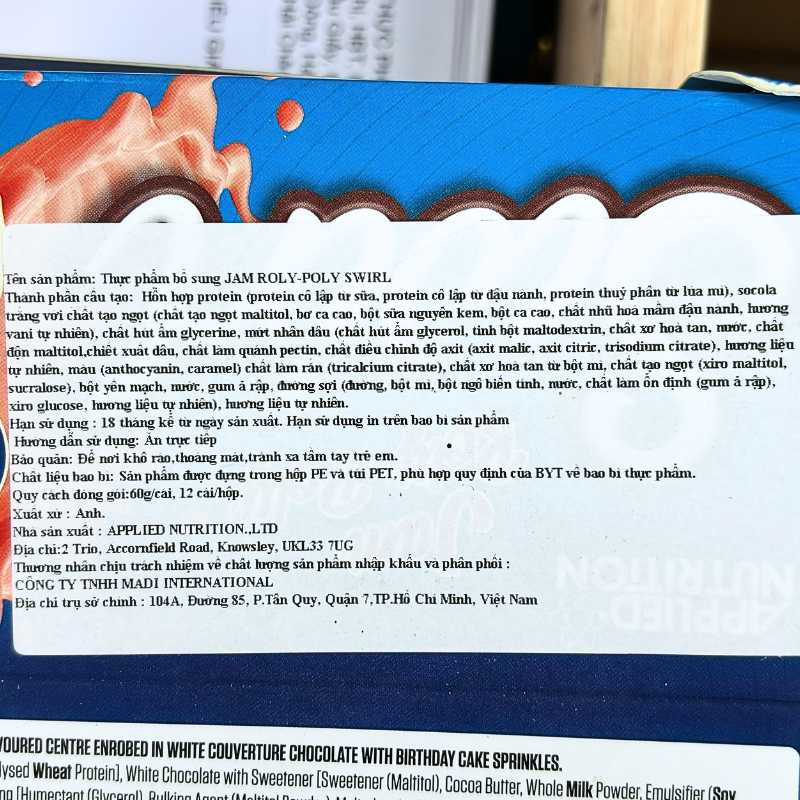 Tên sản phẩm: Thực phẩm bổ sung JAM ROLY-POLY SWIRL
Thành phần cấu tạo: Hỗn hợp protein (protein cô lập từ sữa, protein cô lập từ đậu nành, protein thuỷ phân từ lúa mì), socola
trắng với chất tạo ngọt (chất tạo ngọt maltitol, bơ ca cao, bột sữa nguyên kem, bột ca cao, chất nhũ hoá mầm đậu nành, hương
vani tự nhiên), chất hút ẩm glycerine, mứt nhân dâu (chất hút ẩm glycerol, tinh bột maltodextrin, chất xơ hoà tan, nước, chất
độn maltitol,chiết xuất dâu, chất làm quánh pectin, chất điều chỉnh độ axit (axit malic, axit citric, trisodium citrate), hương liệu
tự nhiên, màu (anthocyanin, caramel) chất làm rắn (tricalcium citrate), chất xơ hoà tan từ bột mì, chất tạo ngọt (xiro maltitol,
sucralose), bột yến mạch, nước, gum ả rập, đường sợi (đường, bột mì, bột ngô biến tính, nước, chất làm ổn định (gum ả rập),
xiro glucose, hương liệu tự nhiên), hương liệu tự nhiên.
Hạn sử dụng : 18 tháng kể từ ngày sản xuất. Hạn sử dụng in trên bao bì sản phẩm
Hướng dẫn sử dụng: Ăn trực tiếp
Bảo quản: Để nơi khô ráo,thoáng mát,tránh xa tầm tay trẻ em.
Chất liệu bao bì: Sản phẩm được đựng trong hộp PE và túi PET, phù hợp quy định của BYT về bao bì thực phẩm.
Quy cách đóng gói:60g/cái, 12 cái/hộp.
Xuất xứ : Anh.
Nhà sản xuất : APPLIED NUTRITION.,LTD
Địa chỉ:2 Trio, Accornfield Road, Knowsley, UKL33 7UG
Thương nhân chịu trách nhiệm về chất lượng sản phẩm nhập khẩu và phân phối :
CÔNG TY TNHH MADI INTERNATIONAL
Địa chỉ trụ sở chính : 104A, Đường 85, P.Tân Quy, Quận 7,TP.Hồ Chí Minh, Việt Nam
APPLIED
NUTRITION
VOURED CENTRE ENROBED IN WHITE COUVERTURE CHOCOLATE WITH BIRTHDAY CAKE SPRINKLES.
lysed Wheat Protein), White Chocolate with Sweetener [Sweetener (Maltitol), Cocoa Butter, Whole Milk Powder, Emulsifier (Soy
[Humectant (Glycerol), Bulking Agent